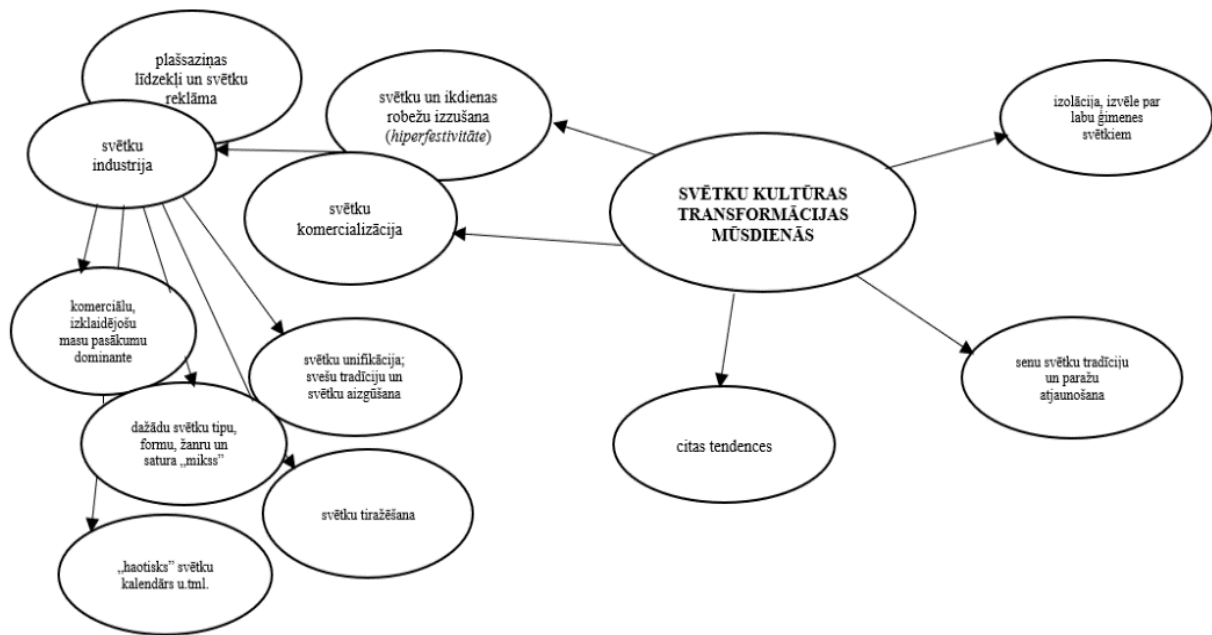 plašsaziņas
līdzekļi un svētku
reklāma
svētku un ikdienas
robežu izzušana
(hiperfestivitāte)
izolācija, izvēle par
labu ģimenes
svētkiem
svētku
industrija
SVĒTKU KULTŪRAS
TRANSFORMĀCIJAS
MŪSDIENĀS
svētku
komercializācija
komerciālu,
izklaidējošu
masu pasākumu
dominante
svētku unifikācija;
svešu tradīciju un
svētku aizgūšana
senu svētku tradīciju
un paražu
atjaunošana
dažādu svētku tipu,
formu, žanru un
satura „mikss”
citas tendences
svētku tiražēšana
„haotisks” svētku
kalendārs u.tml.